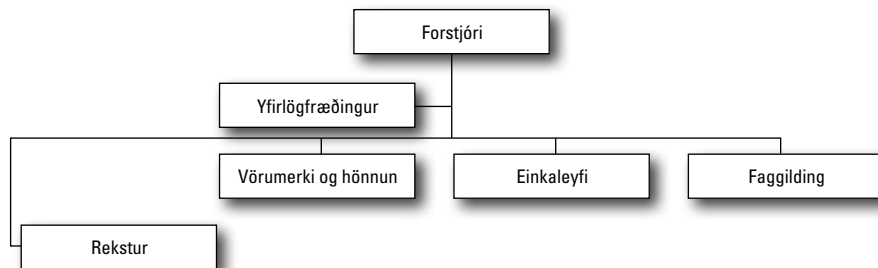 Forstjóri
Yfirlögfræðingur
Vörumerki og hönnun
Einkaleyfi
Faggilding
Rekstur